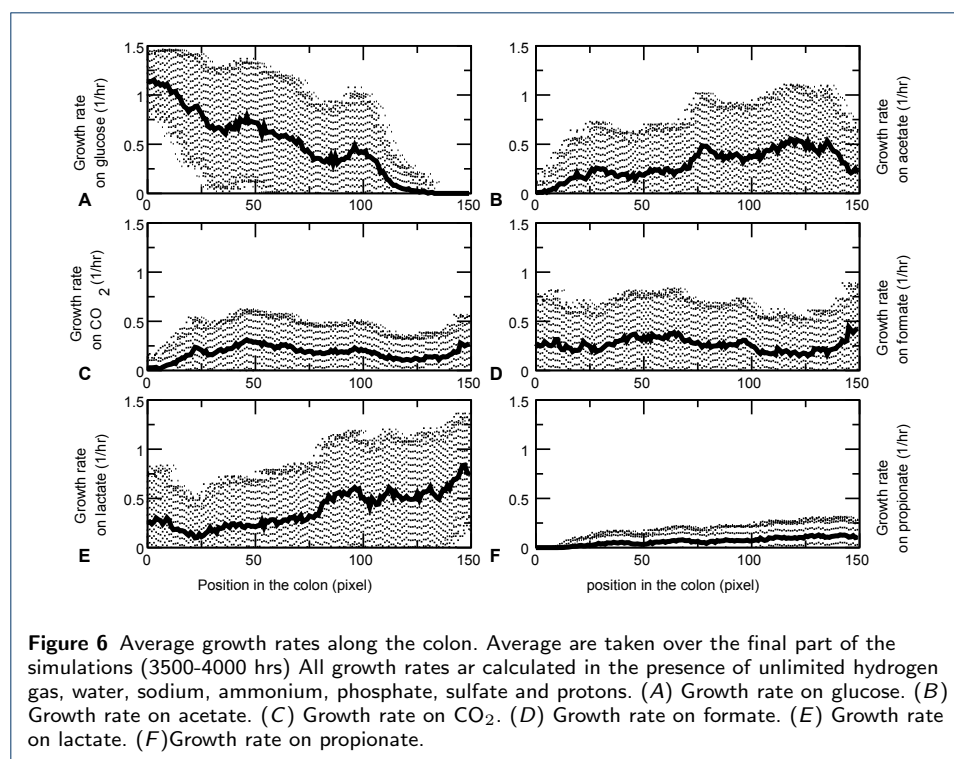 1.5
1
0.5
0
0 50 100 150
Growth rate
on glucose (1/hr)
A
1.5
1
0.5
0
0 50 100 150
Growth rate
on acetate (1/hr)
B
1.5
1
0.5
0
0 50 100 150
Growth rate
on CO 2 (1/hr)
C
1.5
1
0.5
0
0 50 100 150
Growth rate
on formate (1/hr)
D
1.5
1
0.5
0
0 50 100 150
Growth rate
on lactate (1/hr)
E
Position in the colon (pixel)
1.5
1
0.5
0
0 50 100 150
Growth rate
on propionate (1/hr)
F
position in the colon (pixel)
Figure 6 Average growth rates along the colon. Average are taken over the final part of the
simulations (3500-4000 hrs) All growth rates ar calculated in the presence of unlimited hydrogen
gas, water, sodium, ammonium, phosphate, sulfate and protons. (A) Growth rate on glucose. (B)
Growth rate on acetate. (C) Growth rate on CO2. (D) Growth rate on formate. (E) Growth rate
on lactate. (F)Growth rate on propionate.